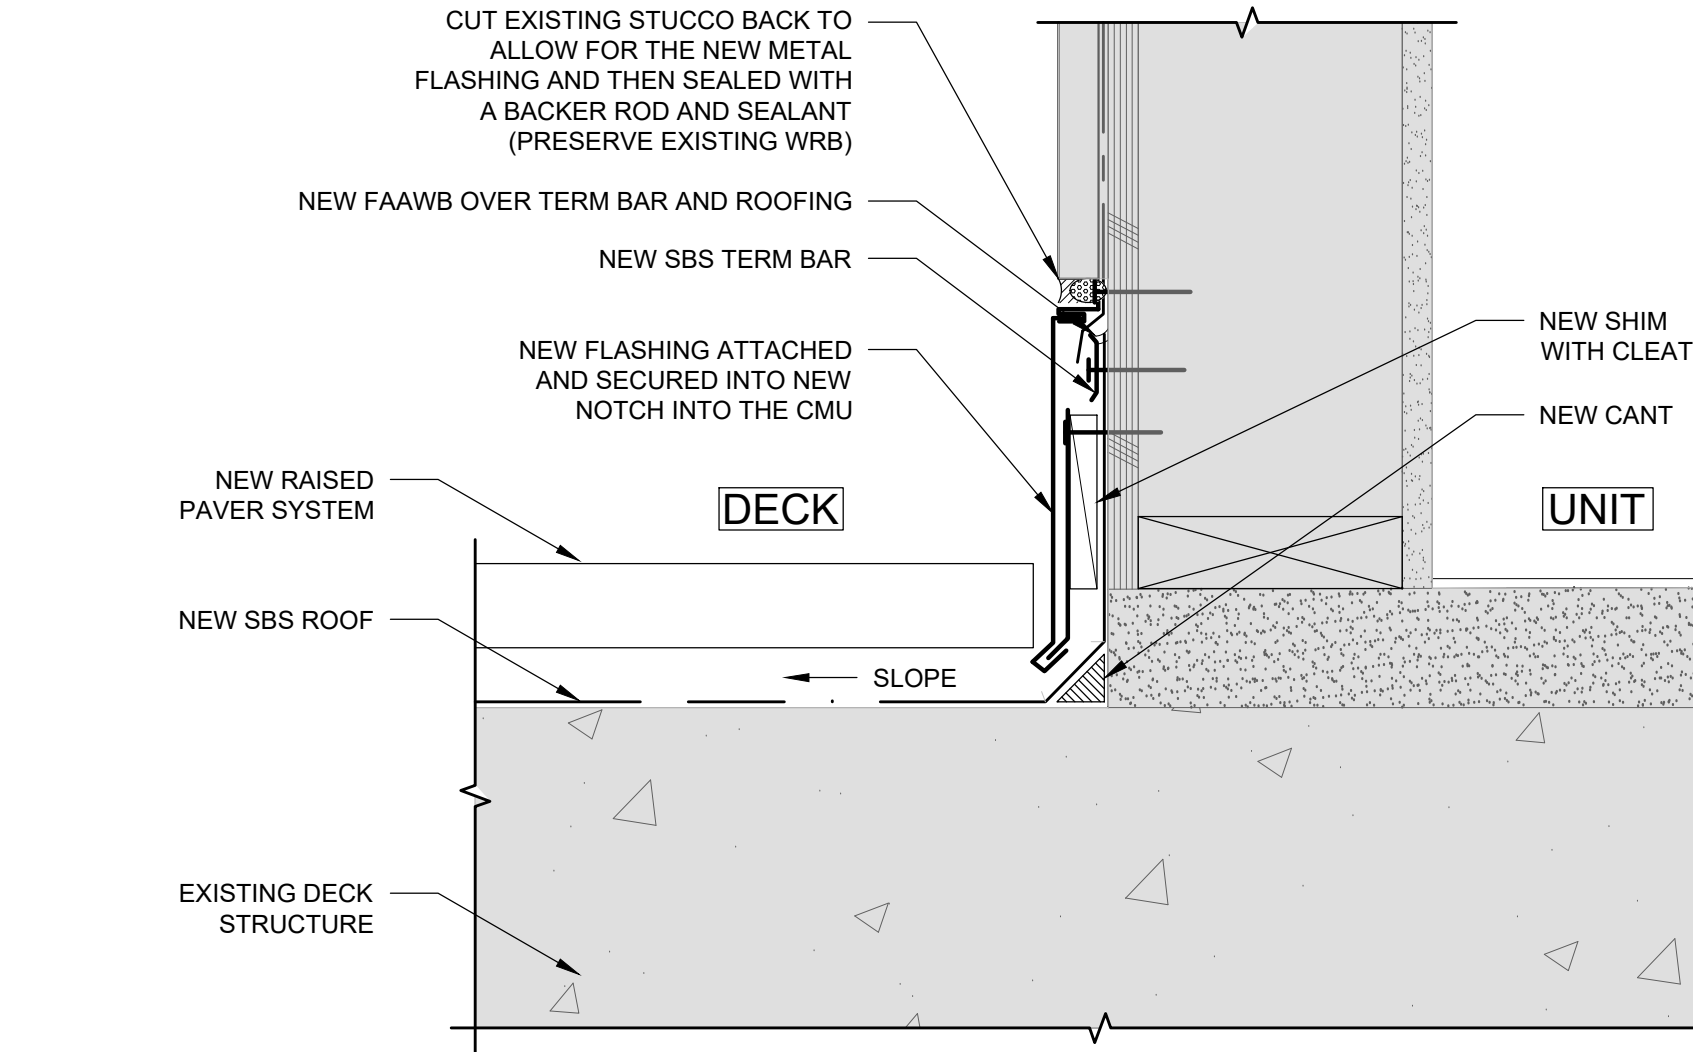 CUT EXISTING STUCCO BACK TO
ALLOW FOR THE NEW METAL
FLASHING AND THEN SEALED WITH
A BACKER ROD AND SEALANT
(PRESERVE EXISTING WRB)
NEW FAAWB OVER TERM BAR AND ROOFING
NEW SBS TERM BAR
NEW FLASHING ATTACHED
AND SECURED INTO NEW
NOTCH INTO THE CMU
NEW SHIM
WITH CLEAT
NEW CANT
NEW RAISED
PAVER SYSTEM
DECK
UNIT
NEW SBS ROOF
SLOPE
EXISTING DECK
STRUCTURE